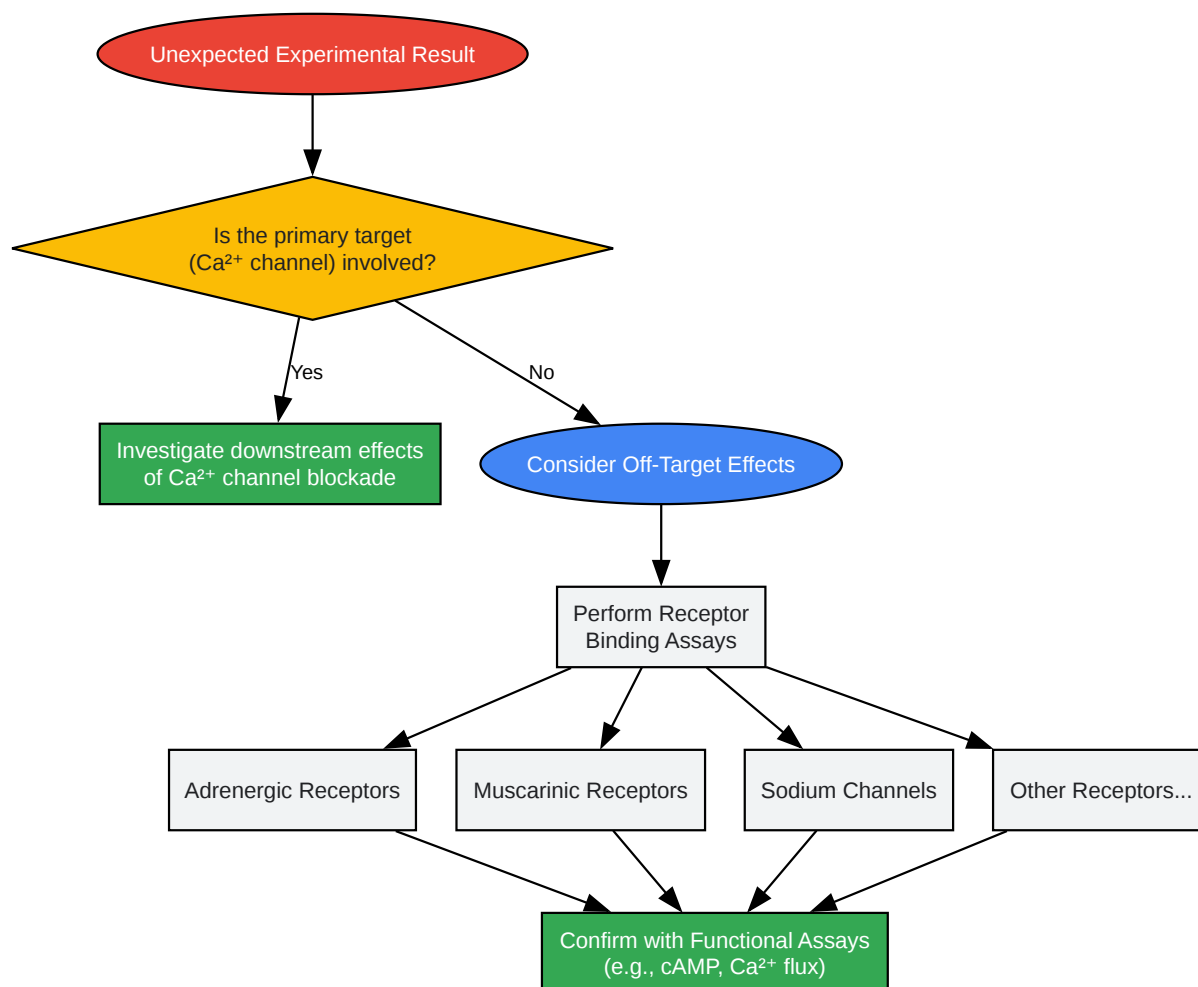 Unexpected Experimental Result
Is the primary target
(Ca²⁺ channel) involved?
Yes
No
Investigate downstream effects
of Ca²⁺ channel blockade
Consider Off-Target Effects
Perform Receptor
Binding Assays
Adrenergic Receptors
Muscarinic Receptors
Sodium Channels
Other Receptors...
Confirm with Functional Assays
(e.g., cAMP, Ca²⁺ flux)